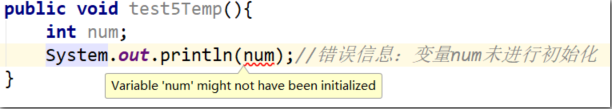 public void test5Temp(){
int num;
System.out.println(num);//错误信息：变量num未进行初始化
Variable 'num' might not have been initialized
}